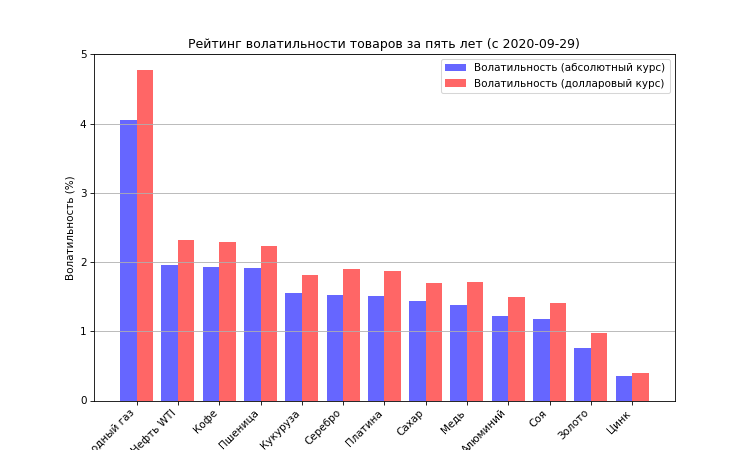 Рейтинг волатильности товаров за пять лет (с 2020-09-29)
Волатильность (абсолютный курс)
Волатильность (долларовый курс)
Волатильность (%)
5
4
3
2
1
0
одный газ
Нефть WTI
Кофе
Пшеница
Кукуруза
Серебро
Платина
Сахар
Медь
Алюминий
Соя
Золото
Цинк